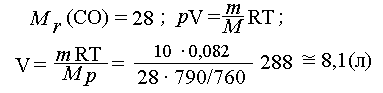 M_r (CO) = 28 ; pV = m/M RT ;
V = mRT/Mp = 10 · 0,082/28 · 790/760 288 ≅ 8,1(л)